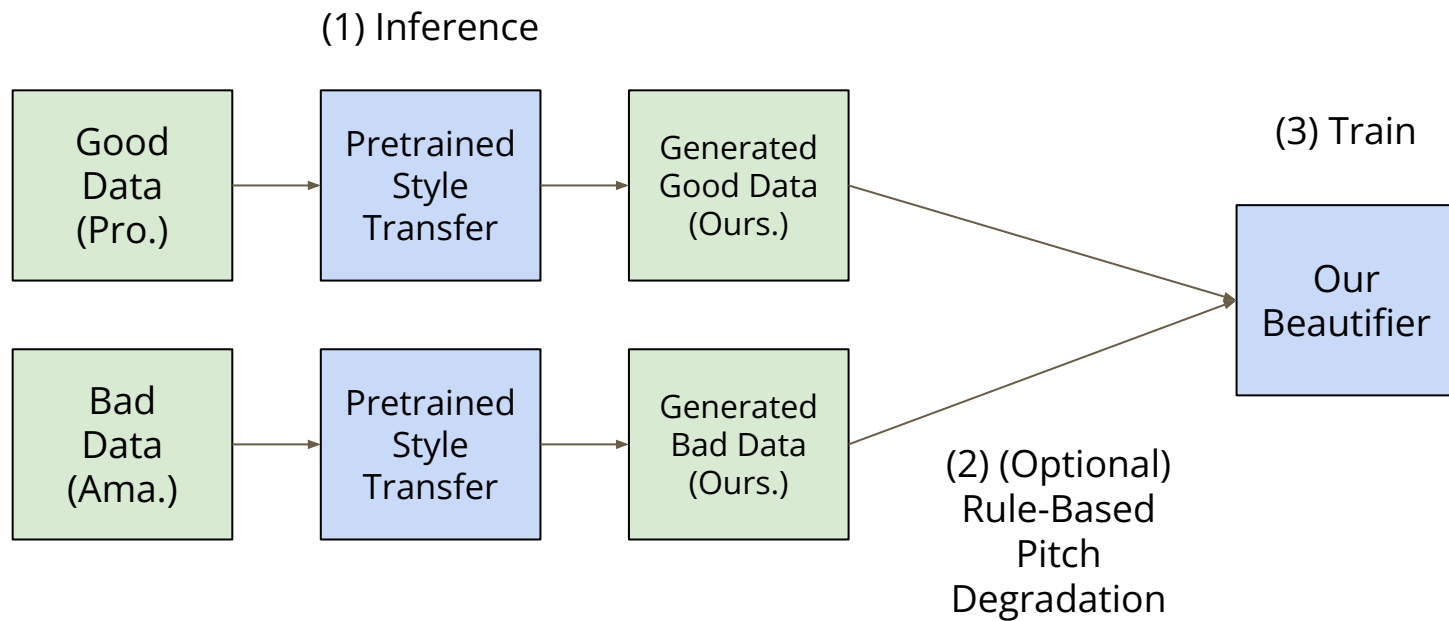 (1) Inference
Good
Data
(Pro.)
Pretrained
Style
Transfer
Generated
Good Data
(Ours.)
(3) Train
Our
Beautifier
Bad
Data
(Ama.)
Pretrained
Style
Transfer
Generated
Bad Data
(Ours.)
(2) (Optional)
Rule-Based
Pitch
Degradation